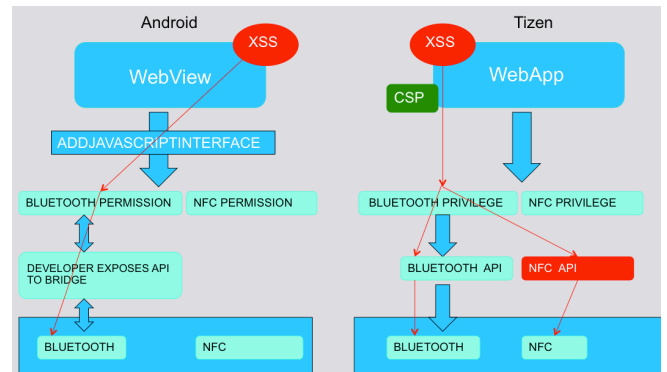 Android
Tizen
XSS
XSS
WebView
WebApp
CSP
ADDJAVASCRIPTINTERFACE
BLUETOOTH PERMISSION
NFC PERMISSION
BLUETOOTH PRIVILEGE
NFC PRIVILEGE
DEVELOPER EXPOSES API
TO BRIDGE
BLUETOOTH API
NFC API
BLUETOOTH
NFC
BLUETOOTH
NFC